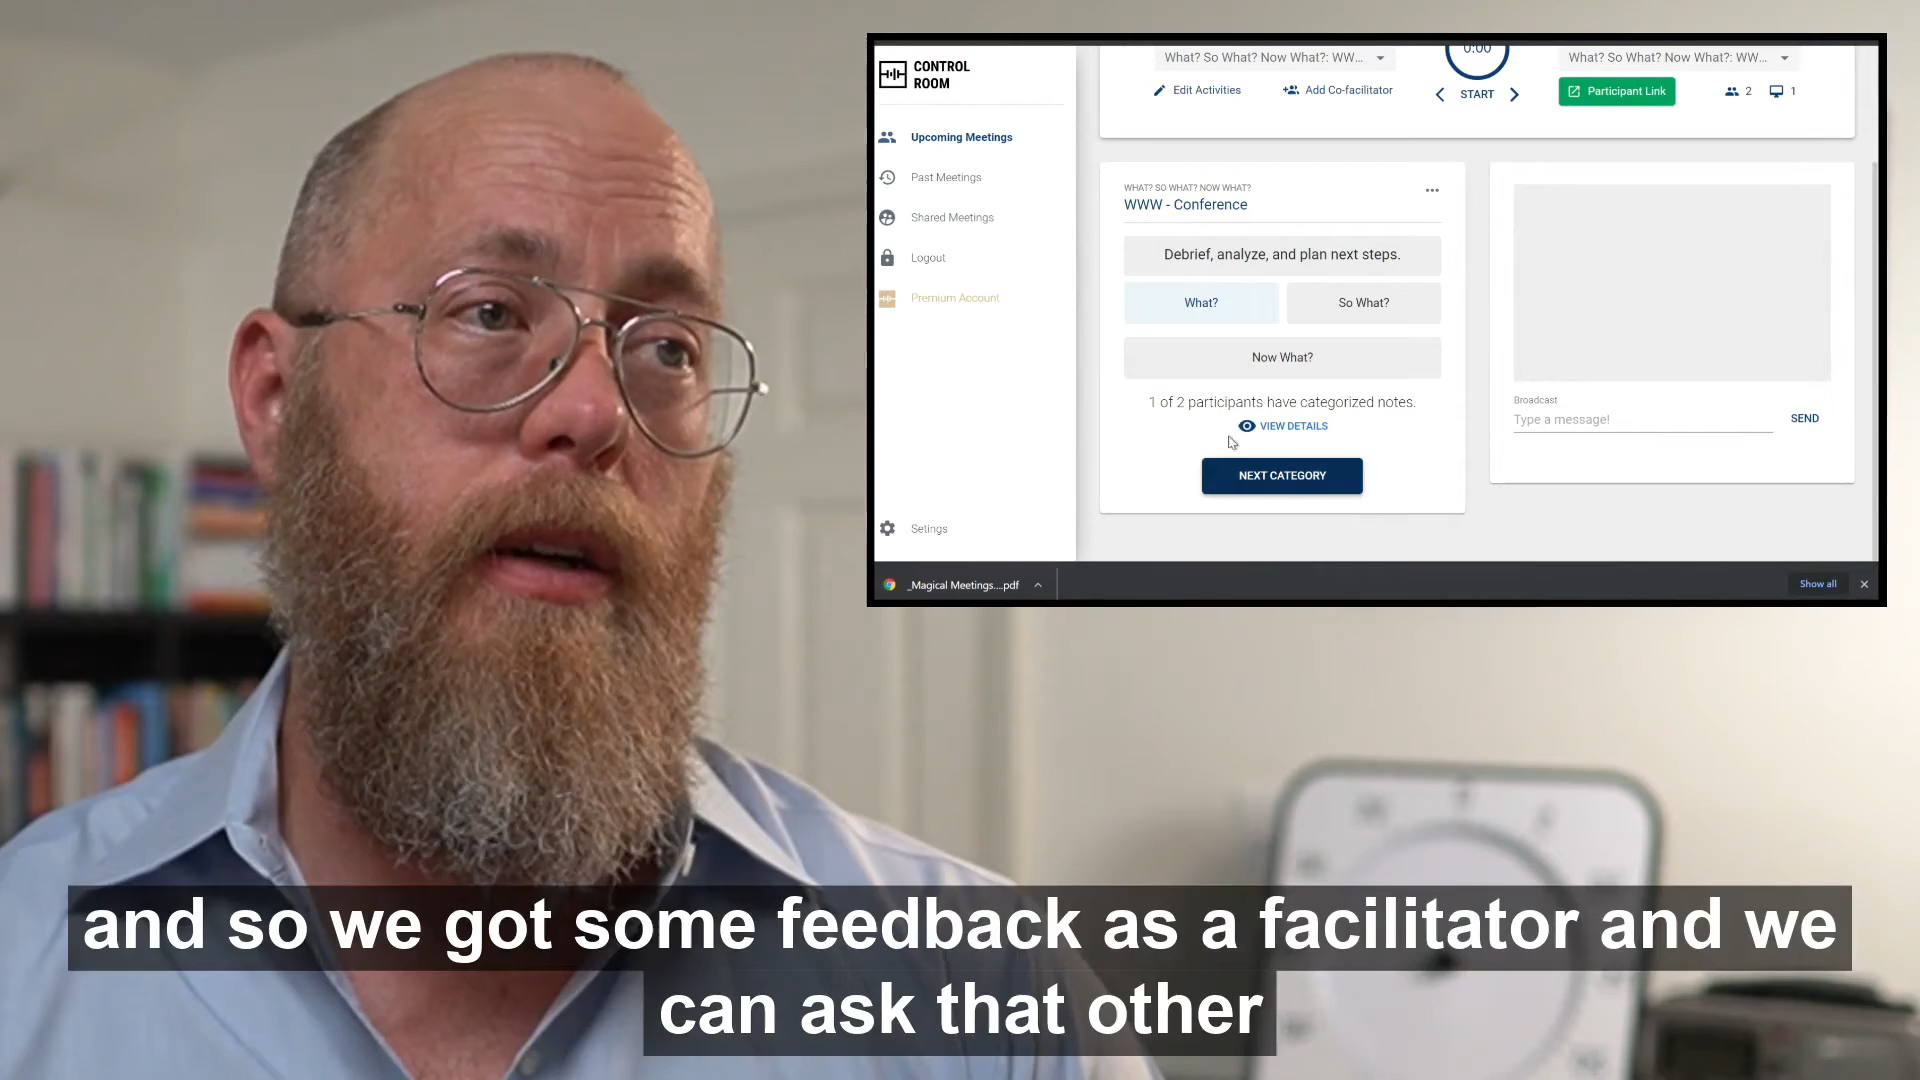 CONTROL
ROOM
Upcoming Meetings
Past Meetings
Shared Meetings
Logout
Premium Account
Setings
What? So What? Now What?: WW...
Edit Activities
Add Co-facilitator
0:00
START
What? So What? Now What?: WW...
Participant Link
2
1
WHAT? SO WHAT? NOW WHAT?
WWW - Conference
Debrief, analyze, and plan next steps.
What?
So What?
Now What?
1 of 2 participants have categorized notes.
VIEW DETAILS
NEXT CATEGORY
Broadcast
Type a message!
SEND
_Magical Meetings....pdf
Show all
and so we got some feedback as a facilitator and we
can ask that other